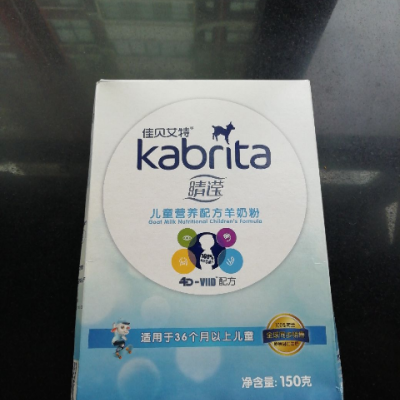 佳贝艾特®
kabrita
睛滢
儿童营养配方羊奶粉
Goat Milk Nutritional Children's Formula
4D-VIID配方
适用于36个月以上儿童
净含量: 150克